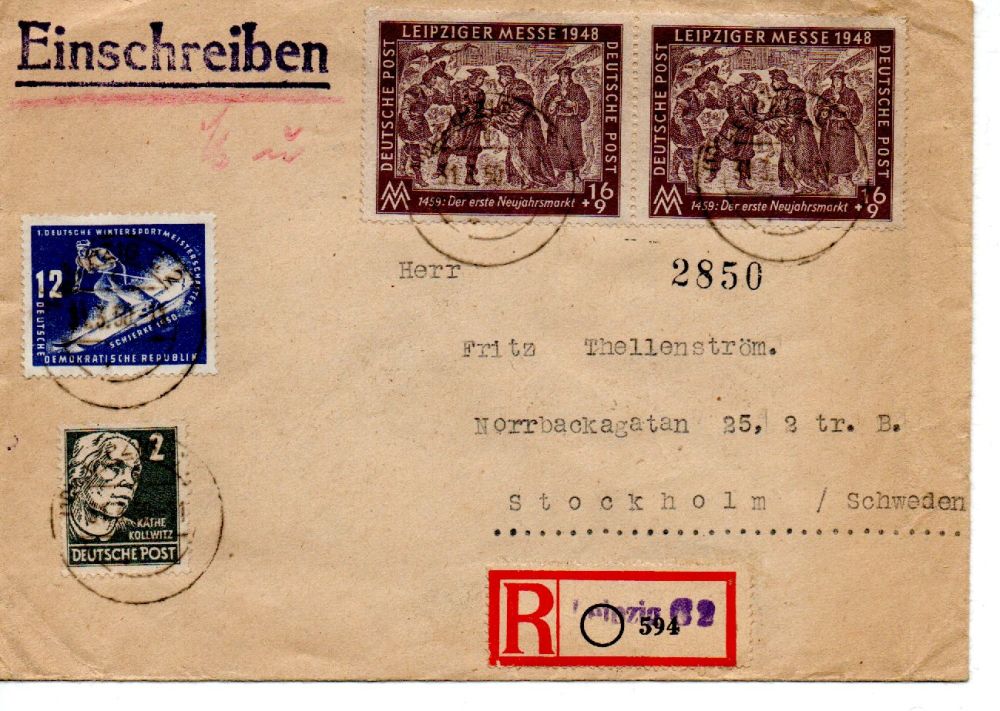 Einschreiben
LEIPZIGER MESSE 1948
DEUTSCHE POST
DEUTSCHE POST
1459: Der erste Neujahrsmarkt
16
+9
LEIPZIGER MESSE 1948
DEUTSCHE POST
DEUTSCHE POST
1459: Der erste Neujahrsmarkt
16
+9
1. DEUTSCHE WINTERSPORTMEISTERSCHAFTEN
12
SCHIERKE 1950
DEUTSCHE
DEMOKRATISCHE REPUBLIK
Herr
2850
Fritz Thellenström.
Norrbackagatan 25, 2 tr. B.
Stockholm / Schweden
2
KÄTHE
KOLLWITZ
DEUTSCHE POST
R
Leipzig C2
594